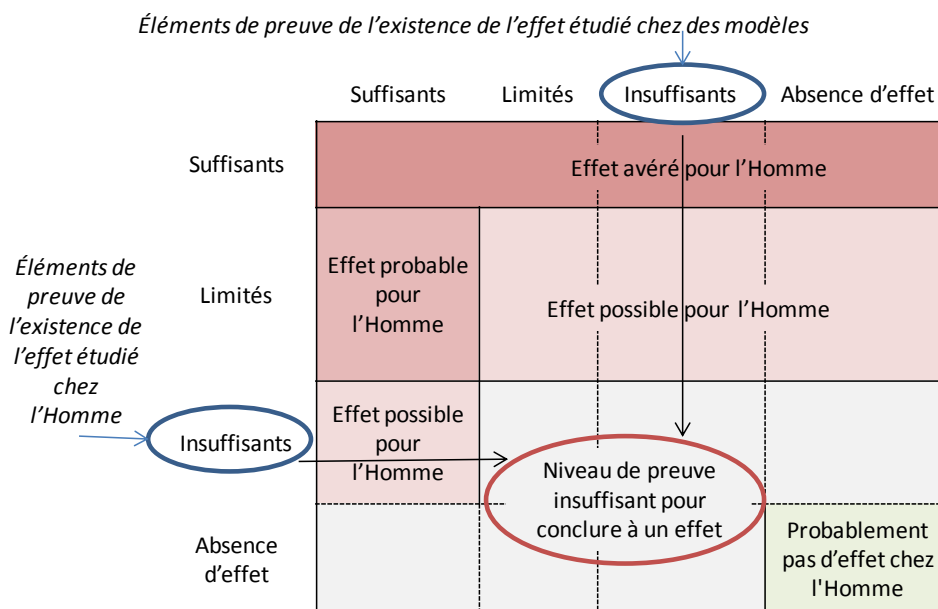 Éléments de preuve de l’existence de l’effet étudié chez des modèles
Suffisants
Limités
Insuffisants
Absence d’effet
Suffisants
Effet avéré pour l’Homme
Éléments de
preuve de
l’existence de
l’effet étudié
chez
l’Homme
Limités
Effet probable
pour
l’Homme
Effet possible pour l’Homme
Insuffisants
Effet possible
pour
l’Homme
Niveau de preuve
insuffisant pour
conclure à un effet
Absence
d’effet
Probablement
pas d’effet chez
l'Homme